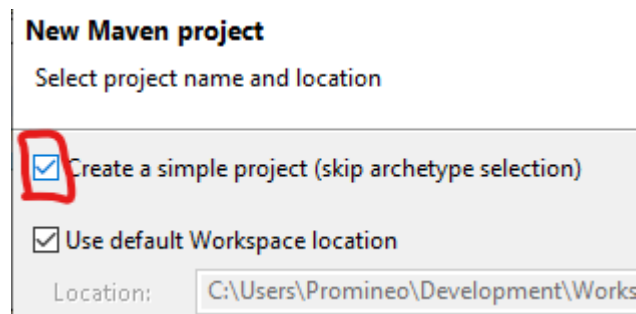 New Maven project
Select project name and location
Create a simple project (skip archetype selection)
Use default Workspace location
Location: C:\Users\Promineo\Development\Works